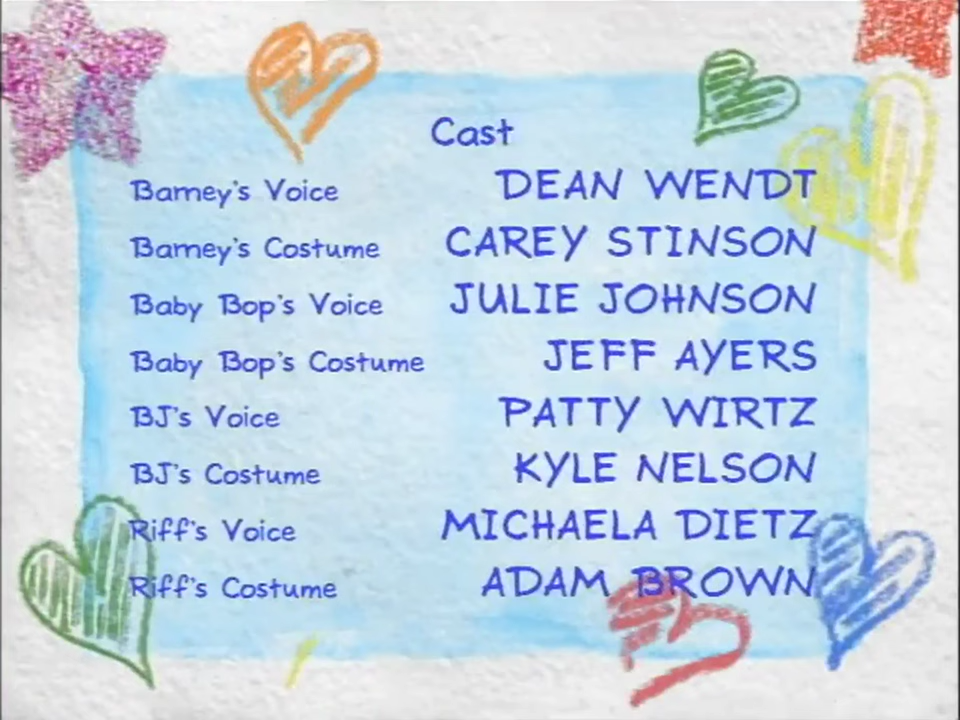 Cast
Barney's Voice DEAN WENDT
Barney's Costume CAREY STINSON
Baby Bop's Voice JULIE JOHNSON
Baby Bop's Costume JEFF AYERS
BJ's Voice PATTY WIRTZ
BJ's Costume KYLE NELSON
Riff's Voice MICHAELA DIETZ
Riff's Costume ADAM BROWN